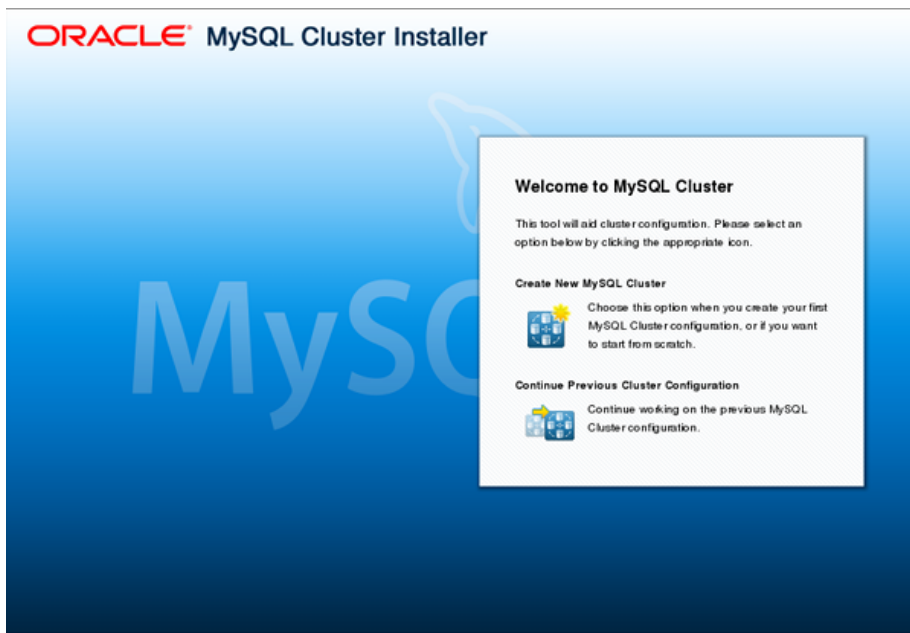 ORACLE® MySQL Cluster Installer
MySQ
Welcome to MySQL Cluster
This tool will aid cluster configuration. Please select an
option below by clicking the appropriate icon.
Create New MySQL Cluster
Choose this option when you create your first
MySQL Cluster configuration, or if you want
to start from scratch.
Continue Previous Cluster Configuration
Continue working on the previous MySQL
Cluster configuration.